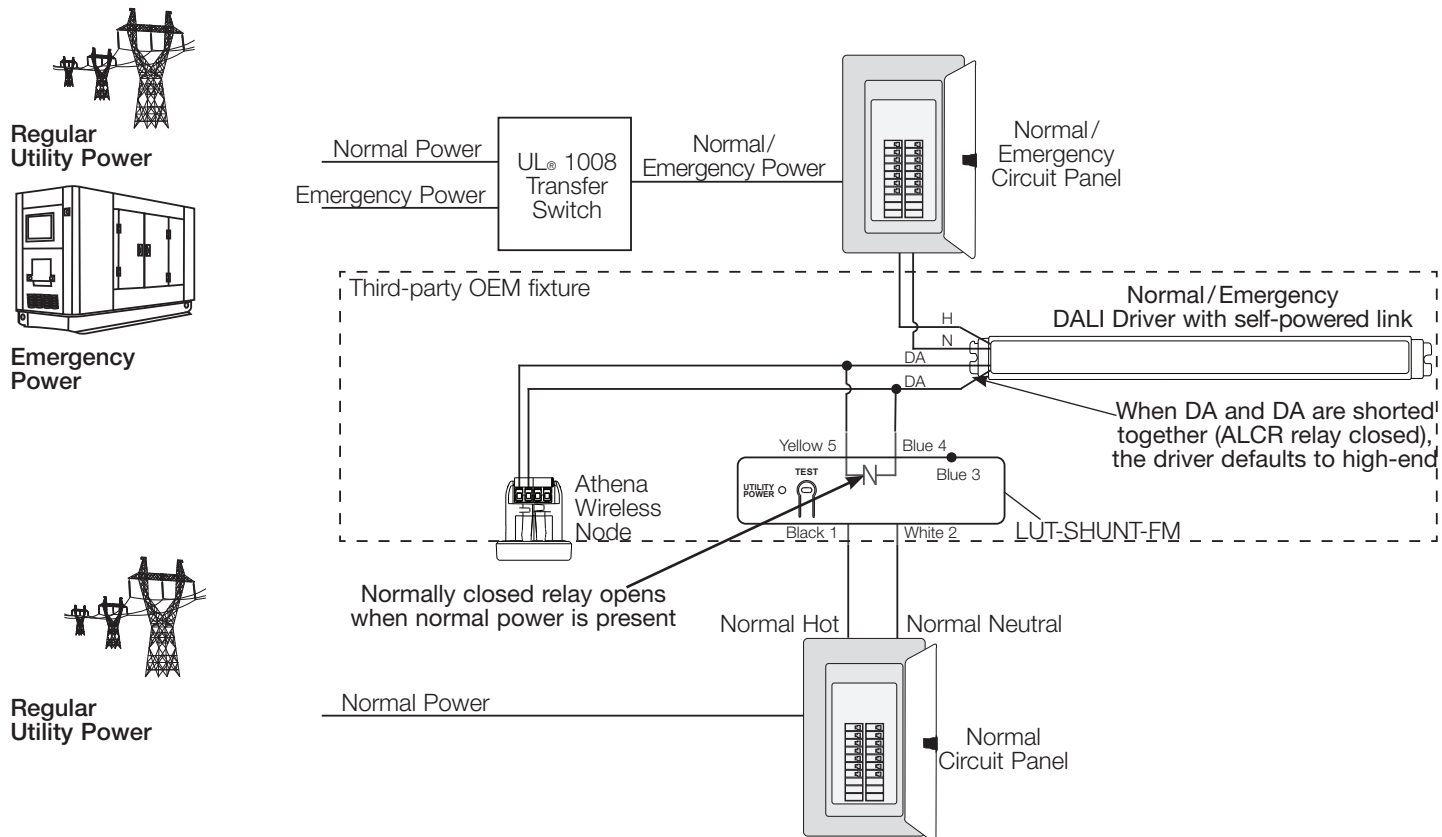 Regular
Utility Power
Emergency
Power
Regular
Utility Power
Normal Power
Emergency Power
UL® 1008
Transfer
Switch
Normal/
Emergency Power
Normal/
Emergency
Circuit Panel
Third-party OEM fixture
Normal/Emergency
DALI Driver with self-powered link
H
N
DA
DA
When DA and DA are shorted
together (ALCR relay closed),
the driver defaults to high-end
Yellow 5
Blue 4
Blue 3
TEST
UTILITY
POWER
Athena
Wireless
Node
Black 1
White 2
LUT-SHUNT-FM
Normally closed relay opens
when normal power is present
Normal Hot
Normal Neutral
Normal Power
Normal
Circuit Panel